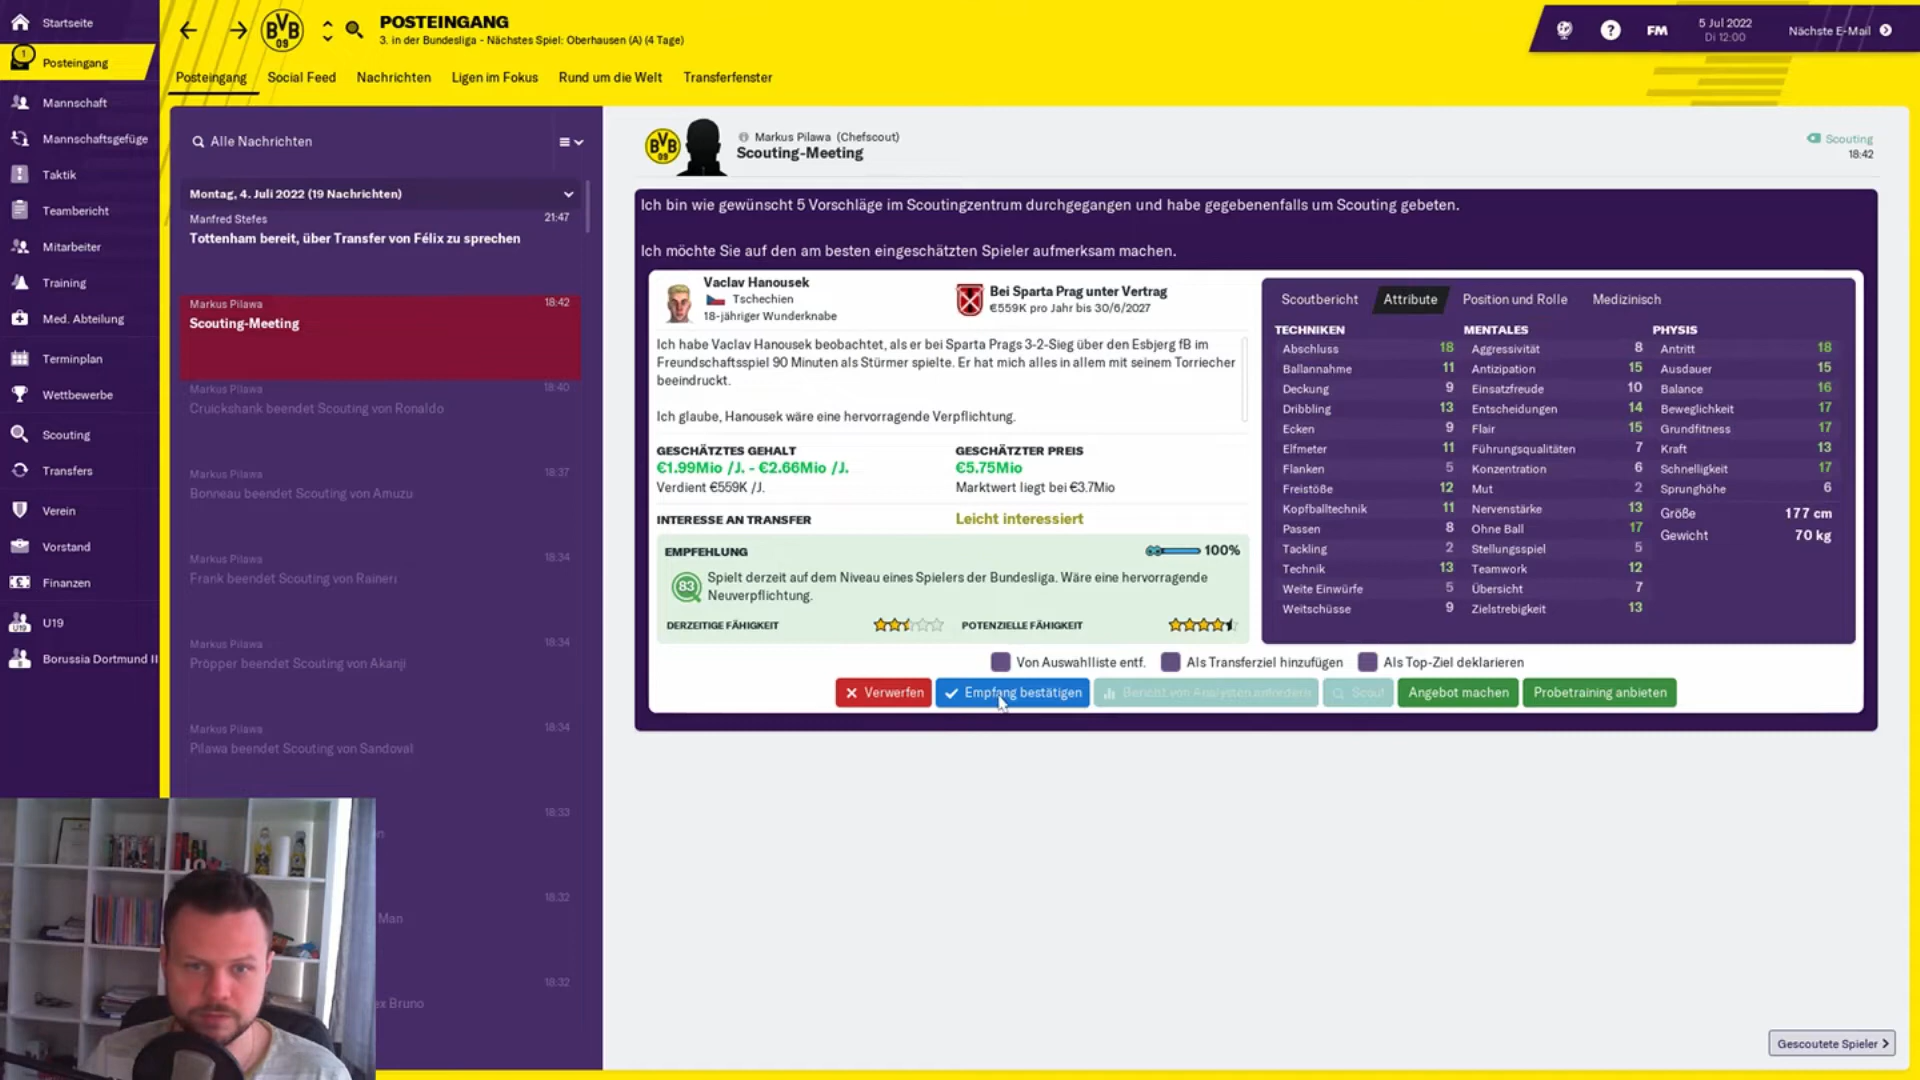 Startseite
1
Posteingang
Mannschaft
Mannschaftsgefüge
Taktik
Teambericht
Mitarbeiter
Training
Med. Abteilung
Terminplan
Wettbewerbe
Scouting
Transfers
Verein
Vorstand
Finanzen
U19
Borussia Dortmund II
BVB 09
POSTEINGANG
3. in der Bundesliga - Nächstes Spiel: Oberhausen (A) (4 Tage)
FM
5 Jul 2022
Di 12:00
Nächste E-Mail
Posteingang Social Feed Nachrichten Ligen im Fokus Rund um die Welt Transferfenster
Alle Nachrichten
Montag, 4. Juli 2022 (19 Nachrichten)
Manfred Stefes 21:47
Tottenham bereit, über Transfer von Félix zu sprechen
Markus Pilawa 18:42
Scouting-Meeting
Markus Pilawa 18:40
Cruickshank beendet Scouting von Ronaldo
Markus Pilawa 18:37
Bonneau beendet Scouting von Amuzu
Markus Pilawa 18:34
Frank beendet Scouting von Raineri
Markus Pilawa 18:34
Pröpper beendet Scouting von Akanji
Markus Pilawa 18:34
Pilawa beendet Scouting von Sandoval
18:33
18:32
Man
18:32
ex Bruno
BVB 09
Markus Pilawa (Chefscout)
Scouting-Meeting
Scouting
18:42
Ich bin wie gewünscht 5 Vorschläge im Scoutingzentrum durchgegangen und habe gegebenenfalls um Scouting gebeten.
Ich möchte Sie auf den am besten eingeschätzten Spieler aufmerksam machen.
Vaclav Hanousek
Tschechien
18-jähriger Wunderknabe
Bei Sparta Prag unter Vertrag
€559K pro Jahr bis 30/6/2027
Ich habe Vaclav Hanousek beobachtet, als er bei Sparta Prags 3-2-Sieg über den Esbjerg fB im
Freundschaftsspiel 90 Minuten als Stürmer spielte. Er hat mich alles in allem mit seinem Torriecher
beeindruckt.
Ich glaube, Hanousek wäre eine hervorragende Verpflichtung.
GESCHÄTZTES GEHALT
€1.99Mio /J. - €2.66Mio /J.
Verdient €559K /J.
GESCHÄTZTER PREIS
€5.75Mio
Marktwert liegt bei €3.7Mio
INTERESSE AN TRANSFER Leicht interessiert
EMPFEHLUNG 100%
83
Spielt derzeit auf dem Niveau eines Spielers der Bundesliga. Wäre eine hervorragende
Neuverpflichtung.
DERZEITIGE FÄHIGKEIT POTENZIELLE FÄHIGKEIT
Scoutbericht Attribute Position und Rolle Medizinisch
TECHNIKEN
Abschluss 18
Ballannahme 11
Deckung 9
Dribbling 13
Ecken 9
Elfmeter 11
Flanken 5
Freistöße 12
Kopfballtechnik 11
Passen 8
Tackling 2
Technik 13
Weite Einwürfe 5
Weitschüsse 9
MENTALES
Aggressivität 8
Antizipation 15
Einsatzfreude 10
Entscheidungen 14
Flair 15
Führungsqualitäten 7
Konzentration 6
Mut 2
Nervenstärke 13
Ohne Ball 17
Stellungsspiel 5
Teamwork 12
Übersicht 7
Zielstrebigkeit 13
PHYSIS
Antritt 18
Ausdauer 15
Balance 16
Beweglichkeit 17
Grundfitness 17
Kraft 13
Schnelligkeit 17
Sprunghöhe 6
Größe 177 cm
Gewicht 70 kg
Von Auswahlliste entf. Als Transferziel hinzufügen Als Top-Ziel deklarieren
Verwerfen Empfang bestätigen Bericht von Analysten anfordern Scout Angebot machen Probetraining anbieten
Gescoutete Spieler